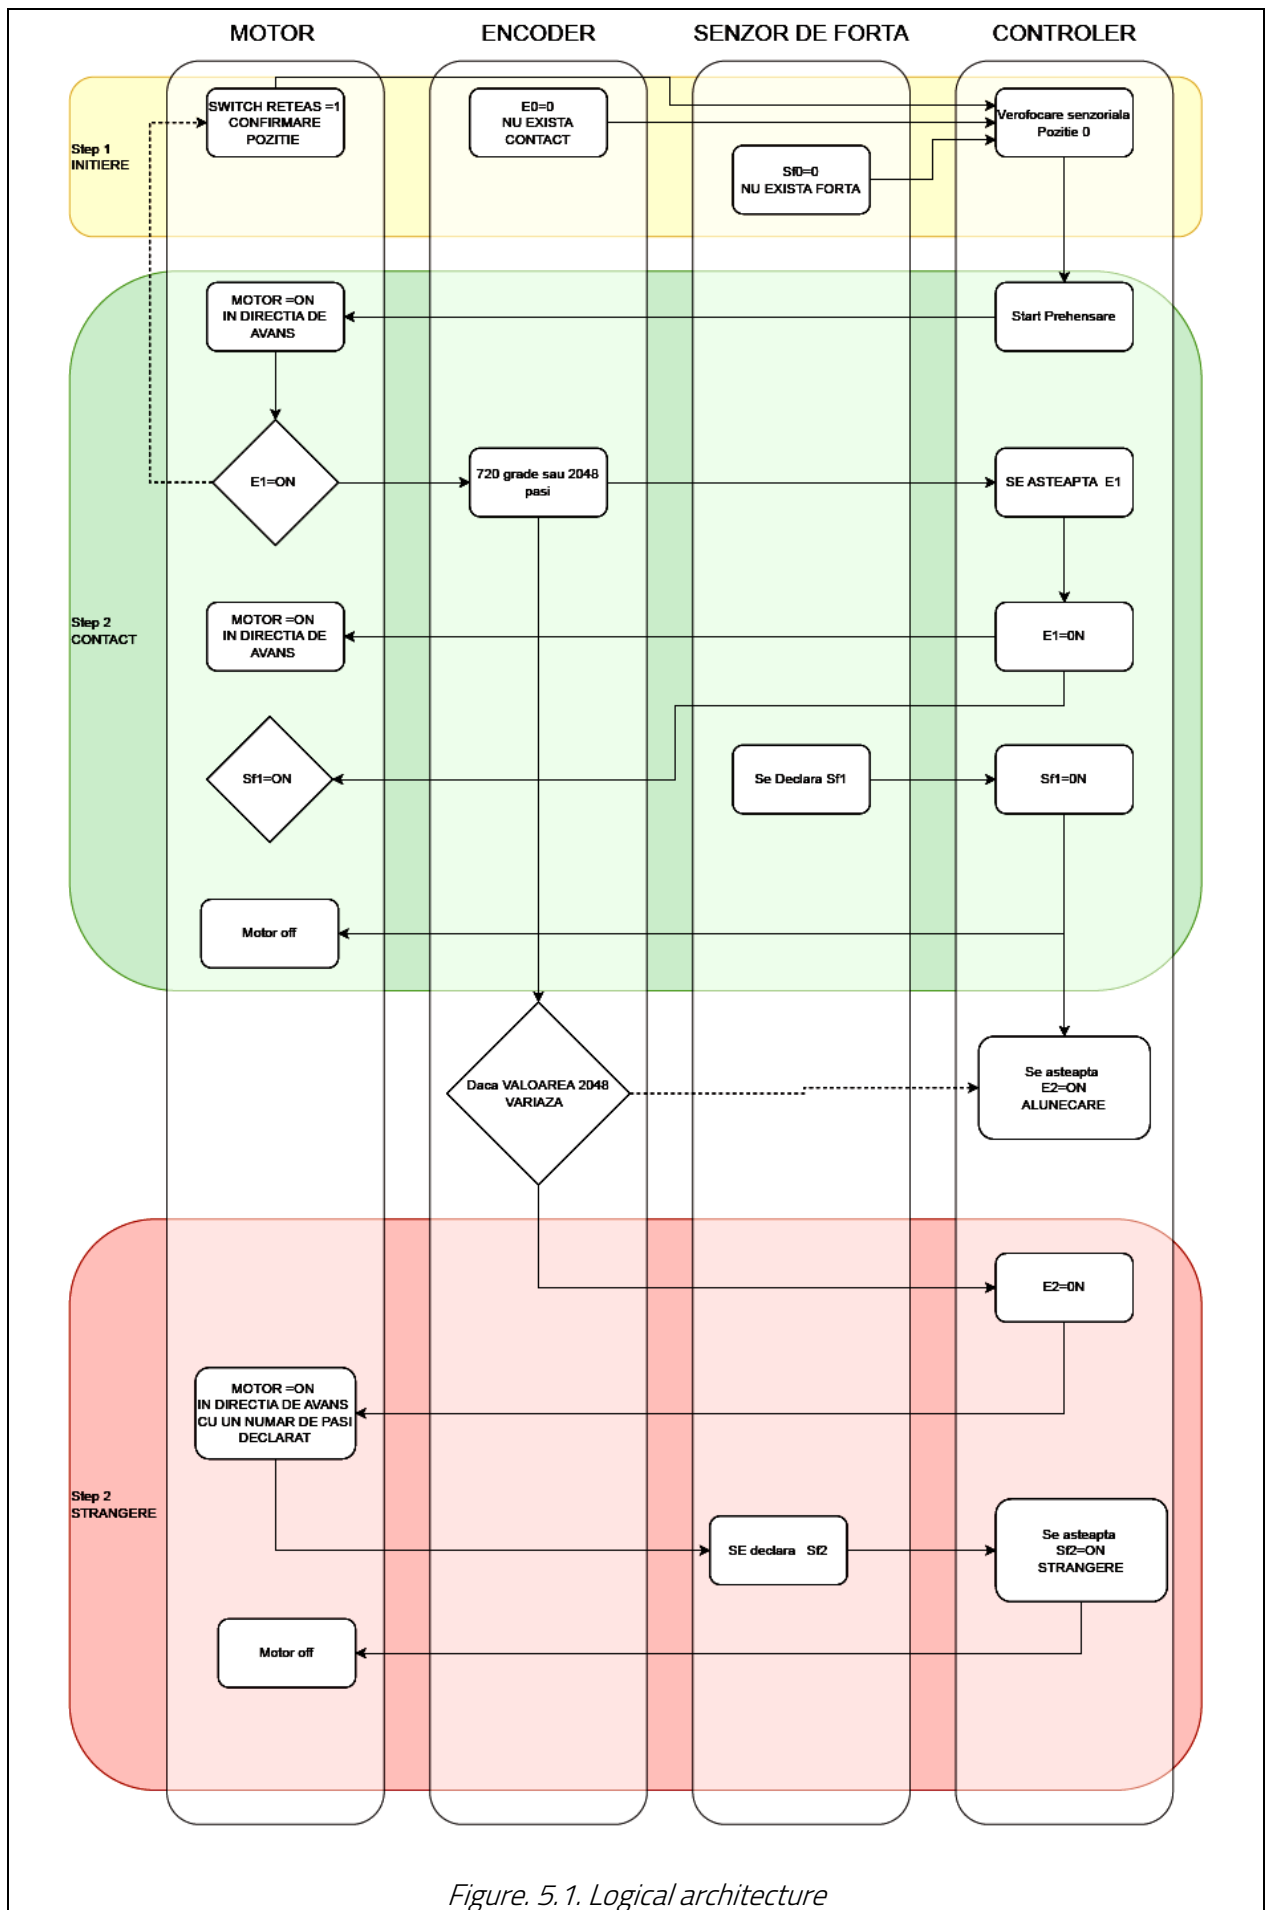 MOTOR
ENCODER
SENZOR DE FORTA
CONTROLER
Step 1
INITIERE
SWITCH RETEAS =1
CONFIRMARE
POZITIE
E0=0
NU EXISTA
CONTACT
Sf0=0
NU EXISTA FORTA
Verofocare senzoriala
Pozitie 0
MOTOR =ON
IN DIRECTIA DE
AVANS
Start Prehensare
E1=ON
720 grade sau 2048
pasi
SE ASTEAPTA E1
Step 2
CONTACT
MOTOR =ON
IN DIRECTIA DE
AVANS
E1=0N
Sf1=ON
Se Declara Sf1
Sf1=0N
Motor off
Daca VALOAREA 2048
VARIAZA
Se asteapta
E2=ON
ALUNECARE
E2=0N
MOTOR =ON
IN DIRECTIA DE AVANS
CU UN NUMAR DE PASI
DECLARAT
Step 2
STRANGERE
SE declara Sf2
Se asteapta
Sf2=ON
STRANGERE
Motor off
Figure. 5.1. Logical architecture